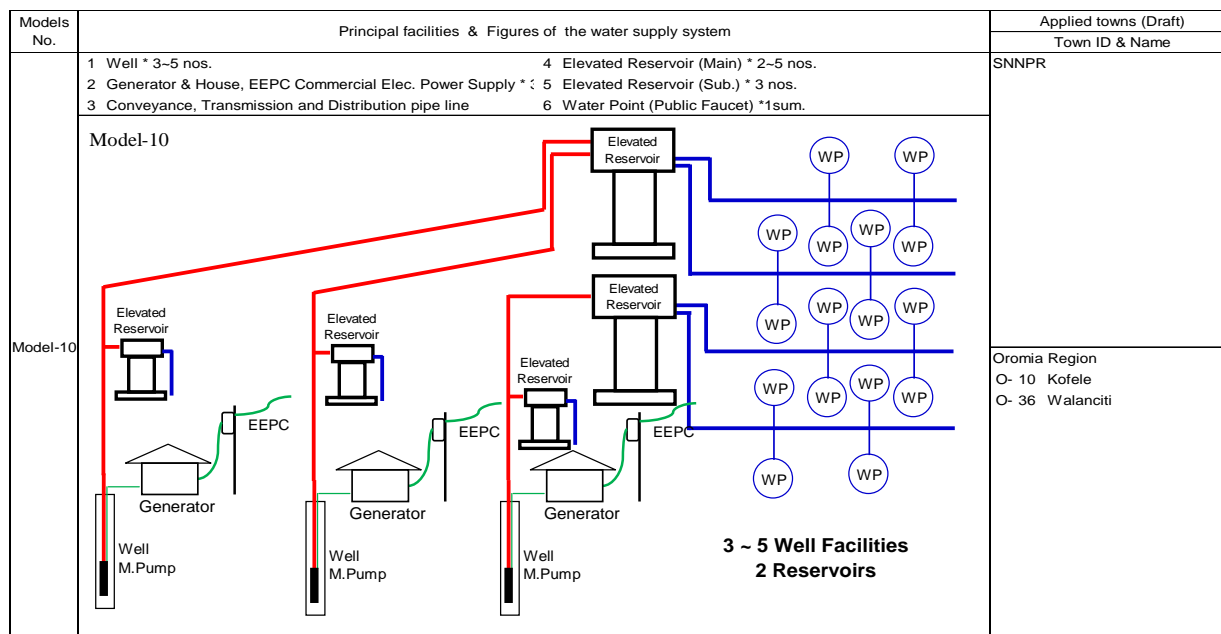 Models No.
Principal facilities & Figures of the water supply system
Applied towns (Draft)
Town ID & Name
1 Well * 3~5 nos.
2 Generator & House, EEPC Commercial Elec. Power Supply *
3 Conveyance, Transmission and Distribution pipe line
4 Elevated Reservoir (Main) * 2~5 nos.
5 Elevated Reservoir (Sub.) * 3 nos.
6 Water Point (Public Faucet) *1sum.
SNNPR
Model-10
Model-10
Elevated
Reservoir
WP
WP
WP
WP
WP
WP
Elevated
Reservoir
WP
WP
WP
WP
Elevated
Reservoir
Elevated
Reservoir
Elevated
Reservoir
WP
WP
WP
WP
EEPC
EEPC
EEPC
WP
WP
Generator
Generator
Generator
Well
M.Pump
Well
M.Pump
Well
M.Pump
3 ~ 5 Well Facilities
2 Reservoirs
Oromia Region
O- 10 Kofele
O- 36 Walanciti